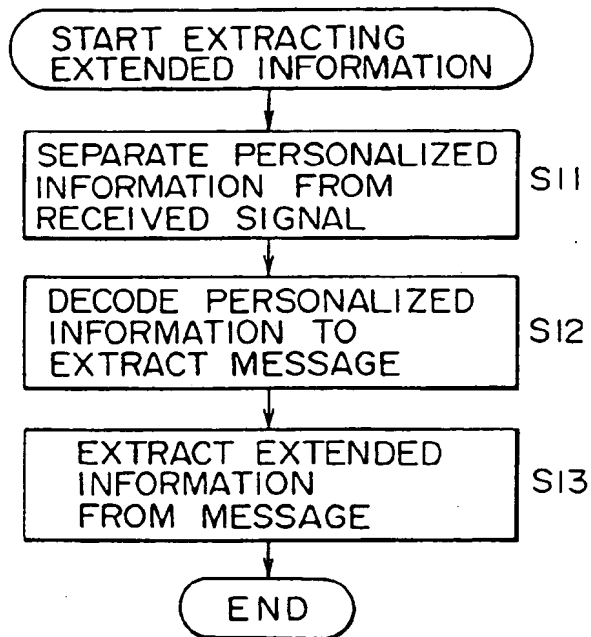 START EXTRACTING
EXTENDED INFORMATION
SEPARATE PERSONALIZED
INFORMATION FROM
RECEIVED SIGNAL
S11
DECODE PERSONALIZED
INFORMATION TO
EXTRACT MESSAGE
S12
EXTRACT EXTENDED
INFORMATION
FROM MESSAGE
S13
END